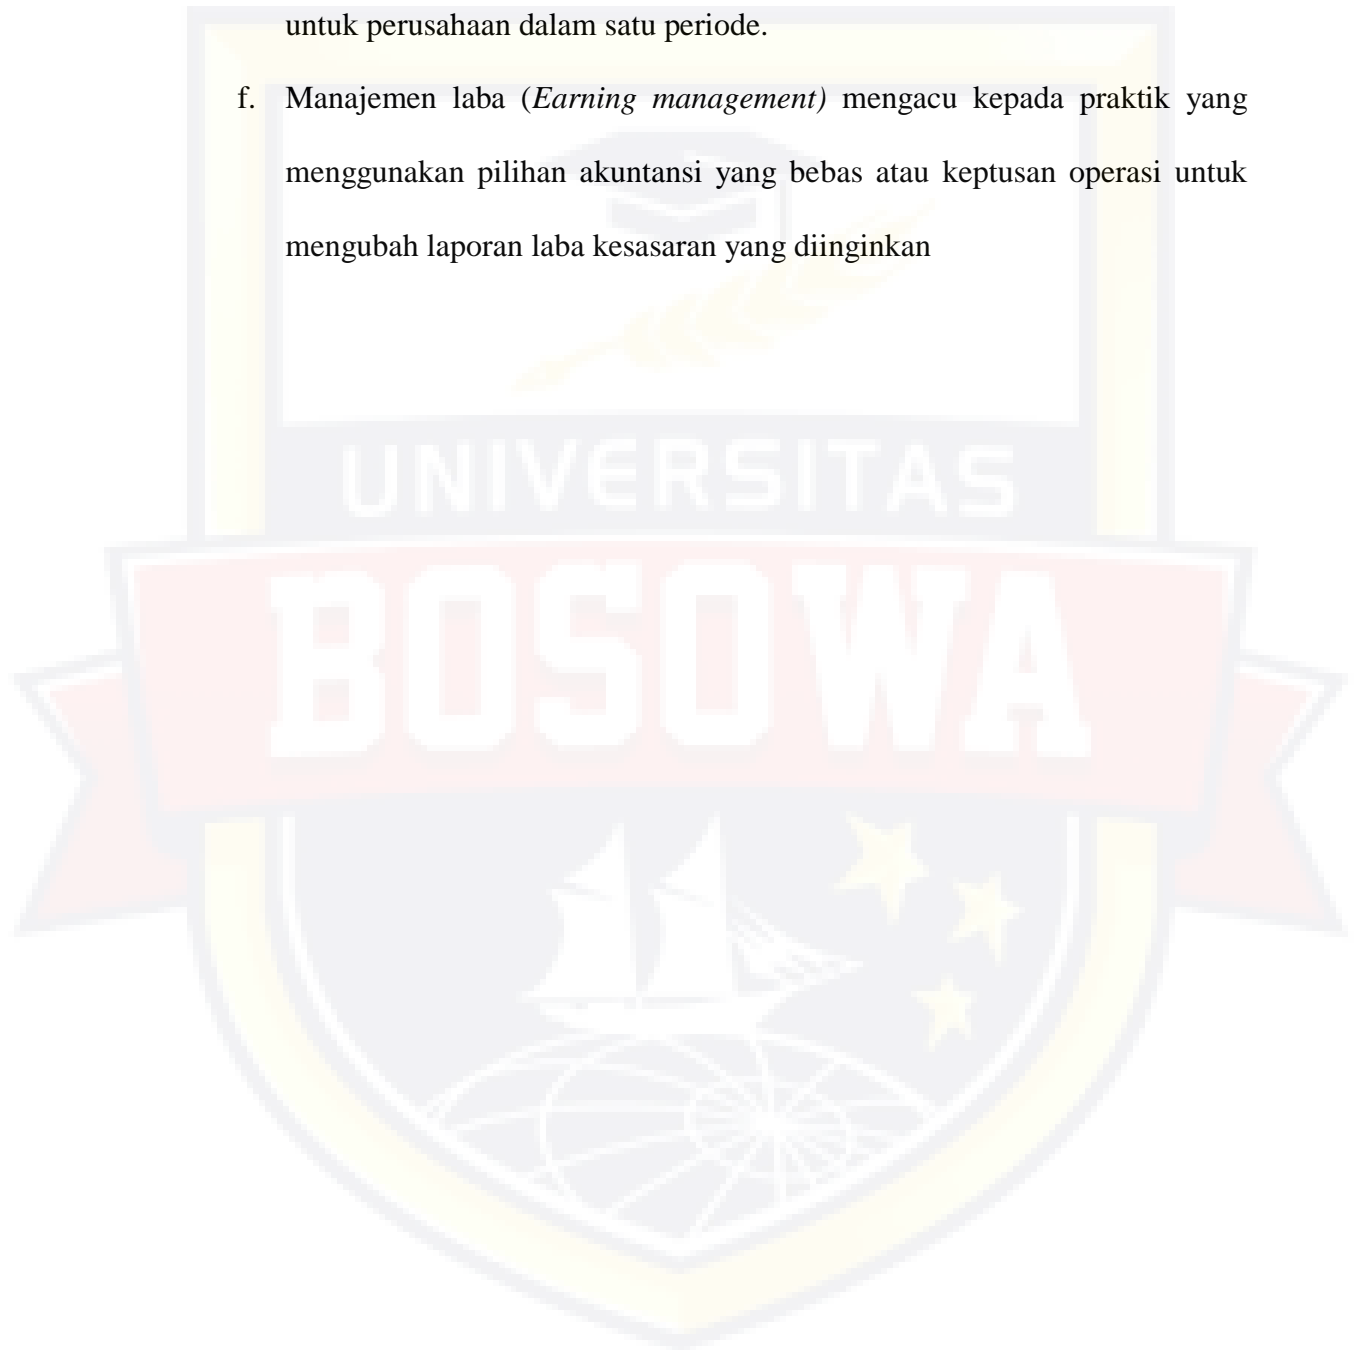 untuk perusahaan dalam satu periode.
f. Manajemen laba (Earning management) mengacu kepada praktik yang
menggunakan pilihan akuntansi yang bebas atau keptusan operasi untuk
mengubah laporan laba kesasaran yang diinginkan
UNIVERSITAS
BOSOWA